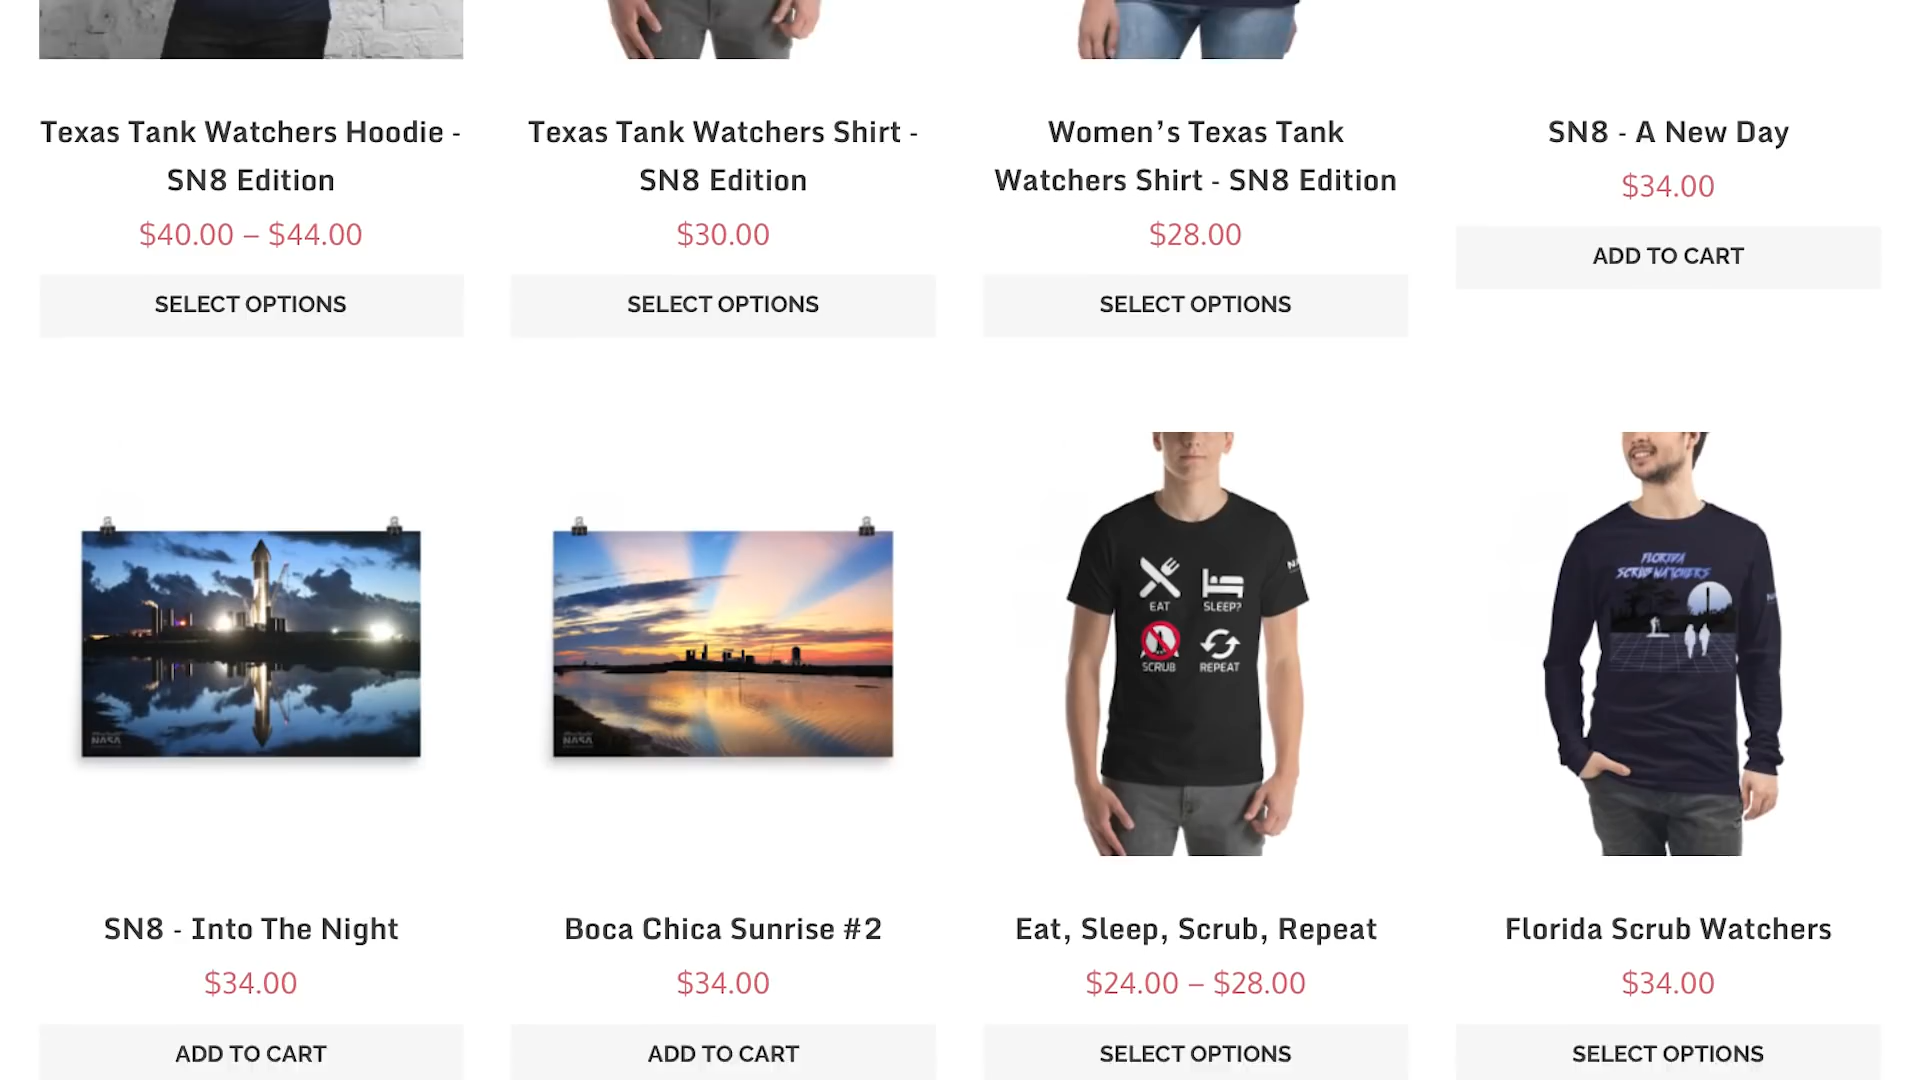 Texas Tank Watchers Hoodie -
SN8 Edition
$40.00 – $44.00
SELECT OPTIONS
Texas Tank Watchers Shirt -
SN8 Edition
$30.00
SELECT OPTIONS
Women’s Texas Tank
Watchers Shirt - SN8 Edition
$28.00
SELECT OPTIONS
SN8 - A New Day
$34.00
ADD TO CART
NASA
SN8 - Into The Night
$34.00
ADD TO CART
NASA
Boca Chica Sunrise #2
$34.00
ADD TO CART
EAT
SLEEP?
SCRUB
REPEAT
Eat, Sleep, Scrub, Repeat
$24.00 – $28.00
SELECT OPTIONS
FLORIDA
SCRUB WATCHERS
Florida Scrub Watchers
$34.00
SELECT OPTIONS